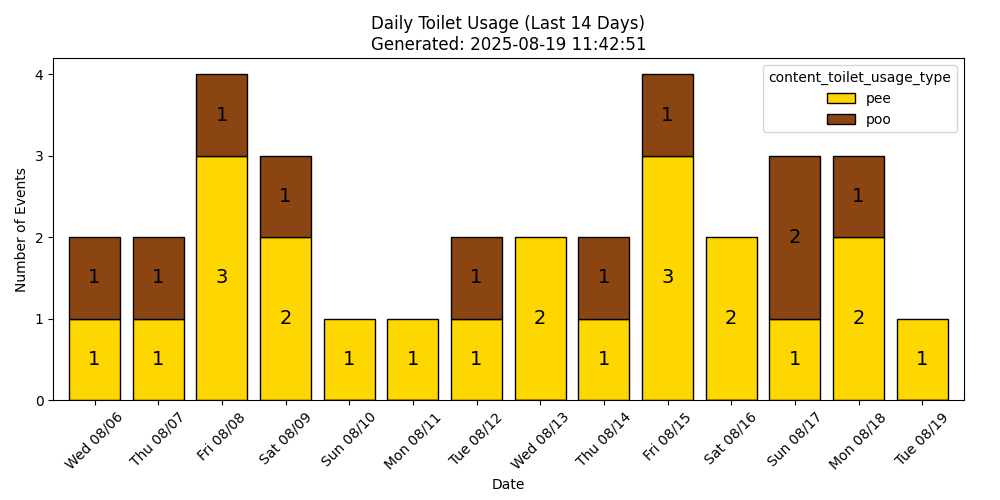 Daily Toilet Usage (Last 14 Days)
Generated: 2025-08-19 11:42:51
content_toilet_usage_type
pee
poo
Number of Events
4
3
2
1
0
1 1 1 1 1 1 1 2 1
1 1 3 2 1 1 1 2 1 3 2 1 2 1
Wed 08/06 Thu 08/07 Fri 08/08 Sat 08/09 Sun 08/10 Mon 08/11 Tue 08/12 Wed 08/13 Thu 08/14 Fri 08/15 Sat 08/16 Sun 08/17 Mon 08/18 Tue 08/19
Date